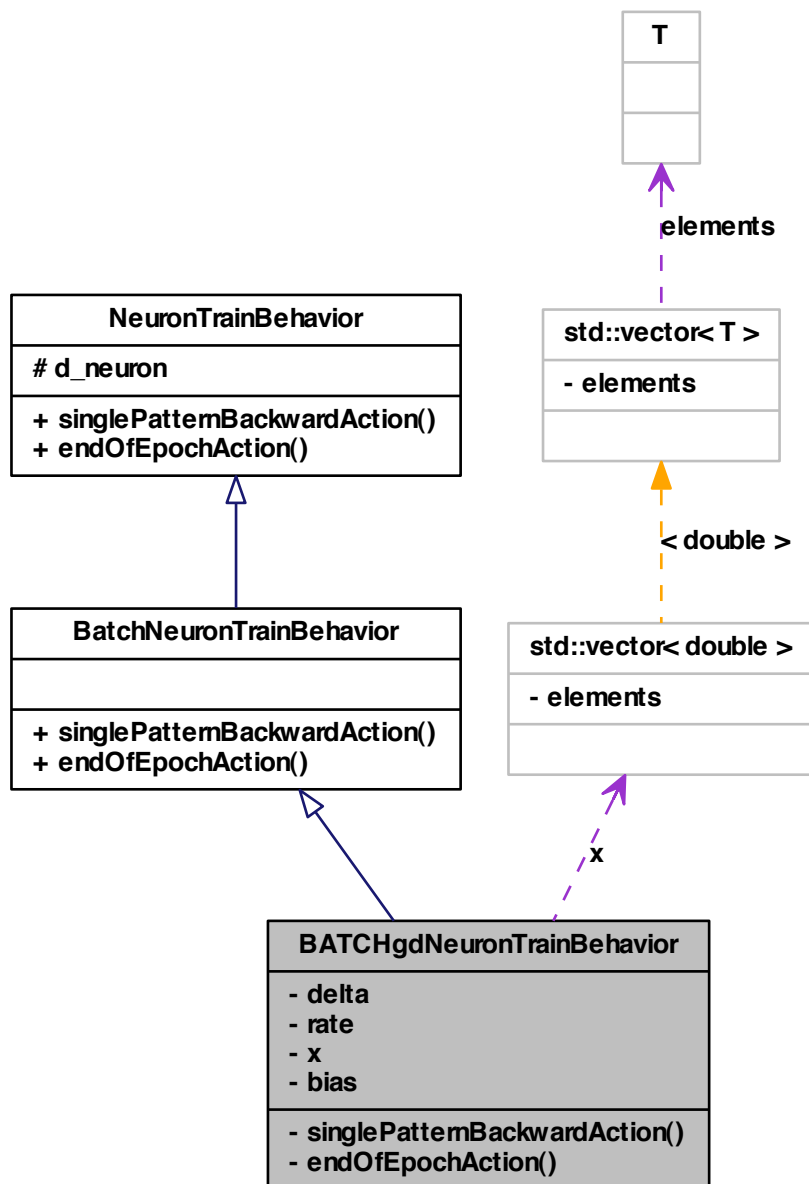 T
elements
NeuronTrainBehavior
# d_neuron
+ singlePatternBackwardAction()
+ endOfEpochAction()
std::vector< T >
- elements
< double >
BatchNeuronTrainBehavior
+ singlePatternBackwardAction()
+ endOfEpochAction()
std::vector< double >
- elements
x
BATCHgdNeuronTrainBehavior
- delta
- rate
- x
- bias
- singlePatternBackwardAction()
- endOfEpochAction()